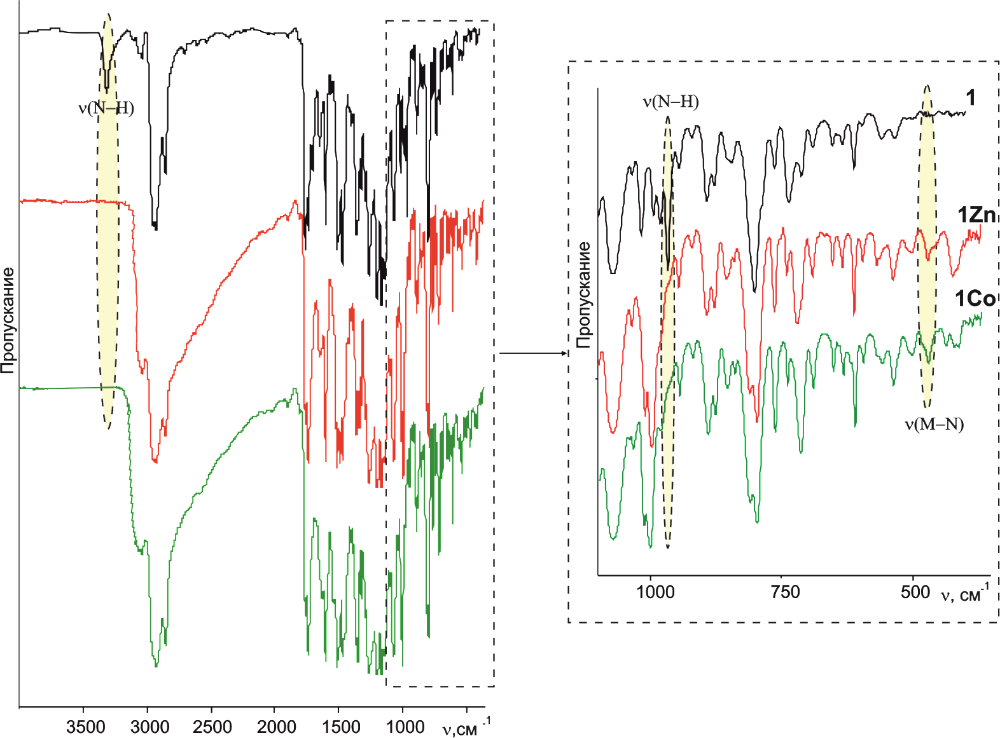 ν(N–H)
Пропускание
3500 3000 2500 2000 1500 1000 ν,см -1
ν(N–H)
1
1Zn
1Co
Пропускание
ν(M–N)
1000 750 500 ν, см-1